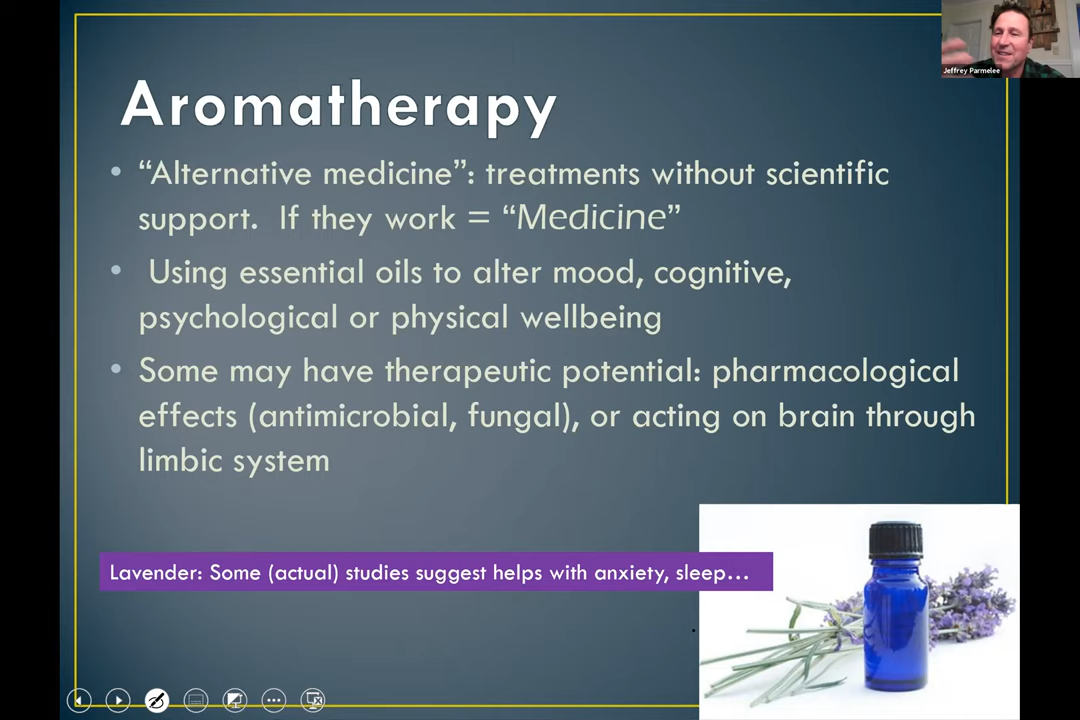 Jeffrey Parmelee
Aromatherapy
• “Alternative medicine”: treatments without scientific
support.  If they work = “Medicine”
• Using essential oils to alter mood, cognitive,
psychological or physical wellbeing
• Some may have therapeutic potential: pharmacological
effects (antimicrobial, fungal), or acting on brain through
limbic system
Lavender: Some (actual) studies suggest helps with anxiety, sleep…